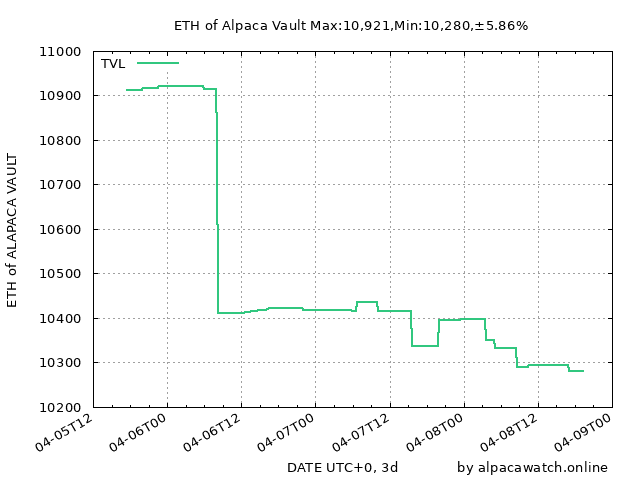 ETH of Alpaca Vault Max:10,921,Min:10,280,±5.86%
TVL
11000
10900
10800
10700
10600
10500
10400
10300
10200
ETH of ALAPACA VAULT
04-05T12
04-06T00
04-06T12
04-07T00
04-07T12
04-08T00
04-08T12
04-09T00
DATE UTC+0, 3d
by alpacawatch.online